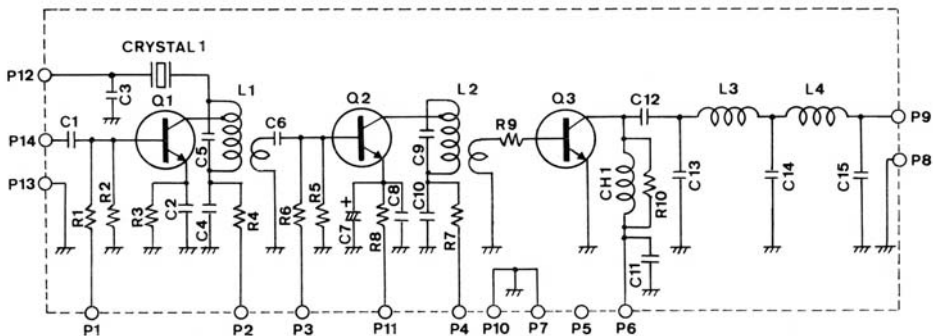 CRYSTAL 1
P12
C3
L1
L2
L3
L4
Q1
Q2
Q3
C12
P14
C1
C5
C6
C9
R9
P9
P8
P13
R1
R2
R3
C2
C4
R4
R6
R5
C7
+
R8
C8
C10
R7
CH1
R10
C13
C14
C15
C11
P1
P2
P3
P11
P4
P10
P7
P5
P6